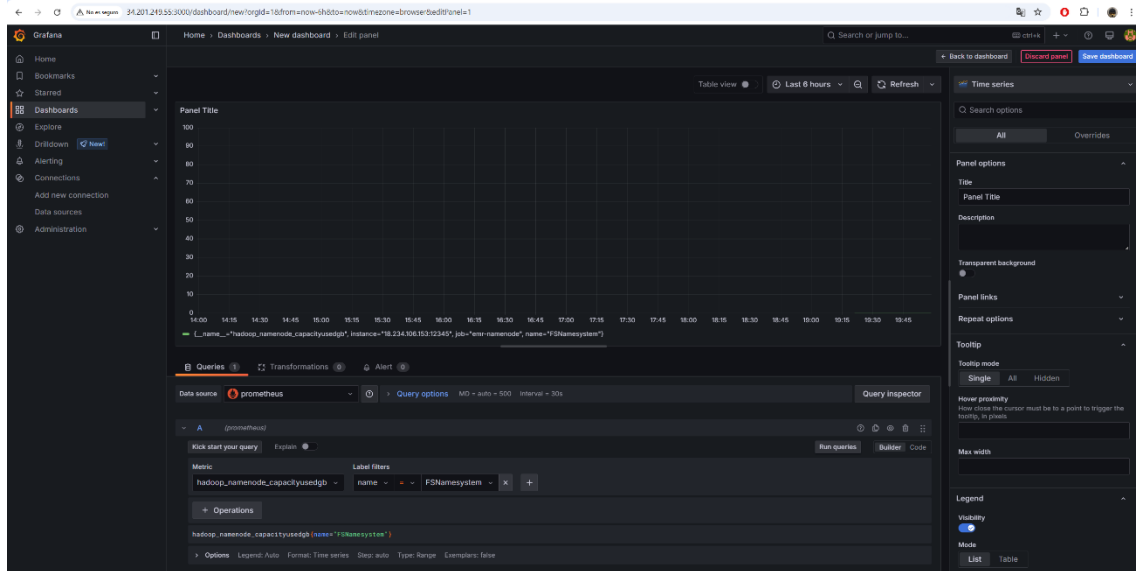 No es seguro 34.201.249.55:3000/dashboard/new?orgId=1&from=now-6h&to=now&timezone=browser&editPanel=1
Grafana
Home › Dashboards › New dashboard › Edit panel
Search or jump to...
ctrl+k
Back to dashboard
Discard panel
Save dashboard
Home
Bookmarks
Starred
Dashboards
Explore
Drilldown New!
Alerting
Connections
Add new connection
Data sources
Administration
Table view
Last 6 hours
Refresh
Panel Title
100
90
80
70
60
50
40
30
20
10
0
14:00 14:15 14:30 14:45 15:00 15:15 15:30 15:45 16:00 16:15 16:30 16:45 17:00 17:15 17:30 17:45 18:00 18:15 18:30 18:45 19:00 19:15 19:30 19:45
{__name__="hadoop_namenode_capacityusedgb", instance="18.234.106.153:12345", job="emr-namenode", name="FSNamesystem"}
Queries 1
Transformations 0
Alert 0
Data source
prometheus
Query options MD = auto = 500 Interval = 30s
Query inspector
A (prometheus)
Kick start your query
Explain
Run queries
Builder Code
Metric
Label filters
hadoop_namenode_capacityusedgb
name = FSNamesystem × +
+ Operations
hadoop_namenode_capacityusedgb{name="FSNamesystem"}
Options Legend: Auto Format: Time series Step: auto Type: Range Exemplars: false
Time series
Search options
All
Overrides
Panel options
Title
Panel Title
Description
Transparent background
Panel links
Repeat options
Tooltip
Tooltip mode
Single All Hidden
Hover proximity
How close the cursor must be to a point to trigger the
tooltip, in pixels
Max width
Legend
Visibility
Mode
List Table